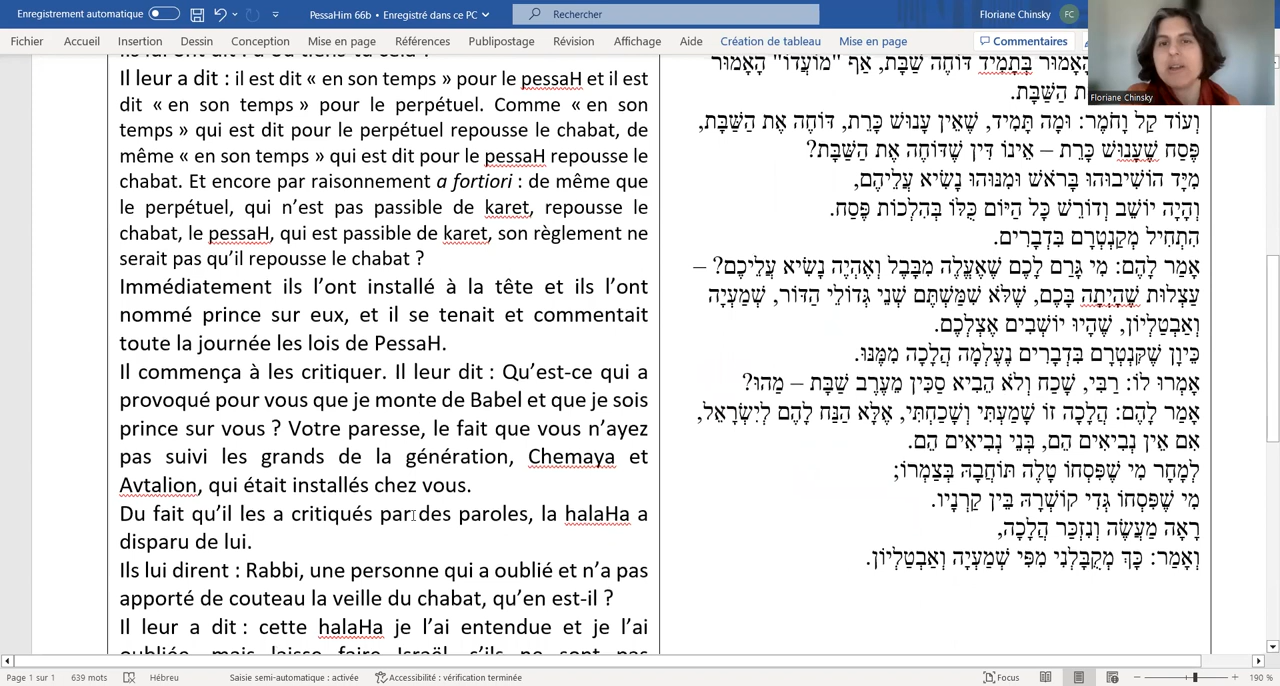 Enregistrement automatique
PessaHim 66b • Enregistré dans ce PC
Rechercher
Floriane Chinsky
FC
Fichier Accueil Insertion Dessin Conception Mise en page Références Publipostage Révision Affichage Aide Création de tableau Mise en page
Commentaires
Floriane Chinsky
Il leur a dit : il est dit « en son temps » pour le pessaH et il est
dit « en son temps » pour le perpétuel. Comme « en son
temps » qui est dit pour le perpétuel repousse le chabat, de
même « en son temps » qui est dit pour le pessaH repousse le
chabat. Et encore par raisonnement a fortiori : de même que
le perpétuel, qui n’est pas passible de karet, repousse le
chabat, le pessaH, qui est passible de karet, son règlement ne
serait pas qu’il repousse le chabat ?
Immédiatement ils l’ont installé à la tête et ils l’ont
nommé prince sur eux, et il se tenait et commentait
toute la journée les lois de PessaH.
Il commença à les critiquer. Il leur dit : Qu’est-ce qui a
provoqué pour vous que je monte de Babel et que je sois
prince sur vous ? Votre paresse, le fait que vous n’ayez
pas suivi les grands de la génération, Chemaya et
Avtalion, qui était installés chez vous.
Du fait qu’il les a critiqués par des paroles, la halaHa a
disparu de lui.
Ils lui dirent : Rabbi, une personne qui a oublié et n’a pas
apporté de couteau la veille du chabat, qu’en est-il ?
Il leur a dit : cette halaHa je l’ai entendue et je l’ai
הָאָמוּר בְּתָמִיד דּוֹחֶה שַׁבָּת, אַף "מוֹעֲדוֹ" הָאָמוּר
הַשַּׁבָּת.
וְעוֹד קַל וָחֹמֶר: וּמָה תָּמִיד, שֶׁאֵין עָנוּשׁ כָּרֵת, דּוֹחֶה אֶת הַשַּׁבָּת,
פֶּסַח שֶׁעָנוּשׁ כָּרֵת – אֵינוֹ דִּין שֶׁדּוֹחֶה אֶת הַשַּׁבָּת?
מִיָּד הוֹשִׁיבוּהוּ בָּרֹאשׁ וּמִנּוּהוּ נָשִׂיא עֲלֵיהֶם,
וְהָיָה יוֹשֵׁב וְדוֹרֵשׁ כָּל הַיּוֹם כֻּלּוֹ בְּהִלְכוֹת פֶּסַח.
הִתְחִיל מְקַנְטְרָם בִּדְבָרִים.
אָמַר לָהֶם: מִי גָּרַם לָכֶם שֶׁאֶעֱלֶה מִבָּבֶל וְאֶהְיֶה נָשִׂיא עֲלֵיכֶם? –
עַצְלוּת שֶׁהָיְתָה בָּכֶם, שֶׁלֹּא שִׁמַּשְׁתֶּם שְׁנֵי גְּדוֹלֵי הַדּוֹר, שְׁמַעְיָה
וְאַבְטַלְיוֹן, שֶׁהָיוּ יוֹשְׁבִים אֶצְלְכֶם.
כֵּיוָן שֶׁקִּנְטְרָם בִּדְבָרִים נֶעֶלְמָה הֲלָכָה מִמֶּנּוּ.
אָמְרוּ לוֹ: רַבִּי, שָׁכַח וְלֹא הֵבִיא סַכִּין מֵעֶרֶב שַׁבָּת – מַהוּ?
אָמַר לָהֶם: הֲלָכָה זוֹ שָׁמַעְתִּי וְשָׁכַחְתִּי, אֶלָּא הַנַּח לָהֶם לְיִשְׂרָאֵל,
אִם אֵין נְבִיאִים הֵם, בְּנֵי נְבִיאִים הֵם.
לְמָחָר מִי שֶׁפִּסְחוֹ טָלֶה תּוֹחֲבָהּ בְּצַמְרוֹ;
מִי שֶׁפִּסְחוֹ גְּדִי קוֹשְׁרָהּ בֵּין קַרְנָיו.
רָאָה מַעֲשֶׂה וְנִזְכַּר הֲלָכָה,
וְאָמַר: כָּךְ מְקֻבְּלַנִי מִפִּי שְׁמַעְיָה וְאַבְטַלְיוֹן.
Page 1 sur 1 639 mots Hébreu Saisie semi-automatique : activée Accessibilité : vérification terminée Focus 190 %